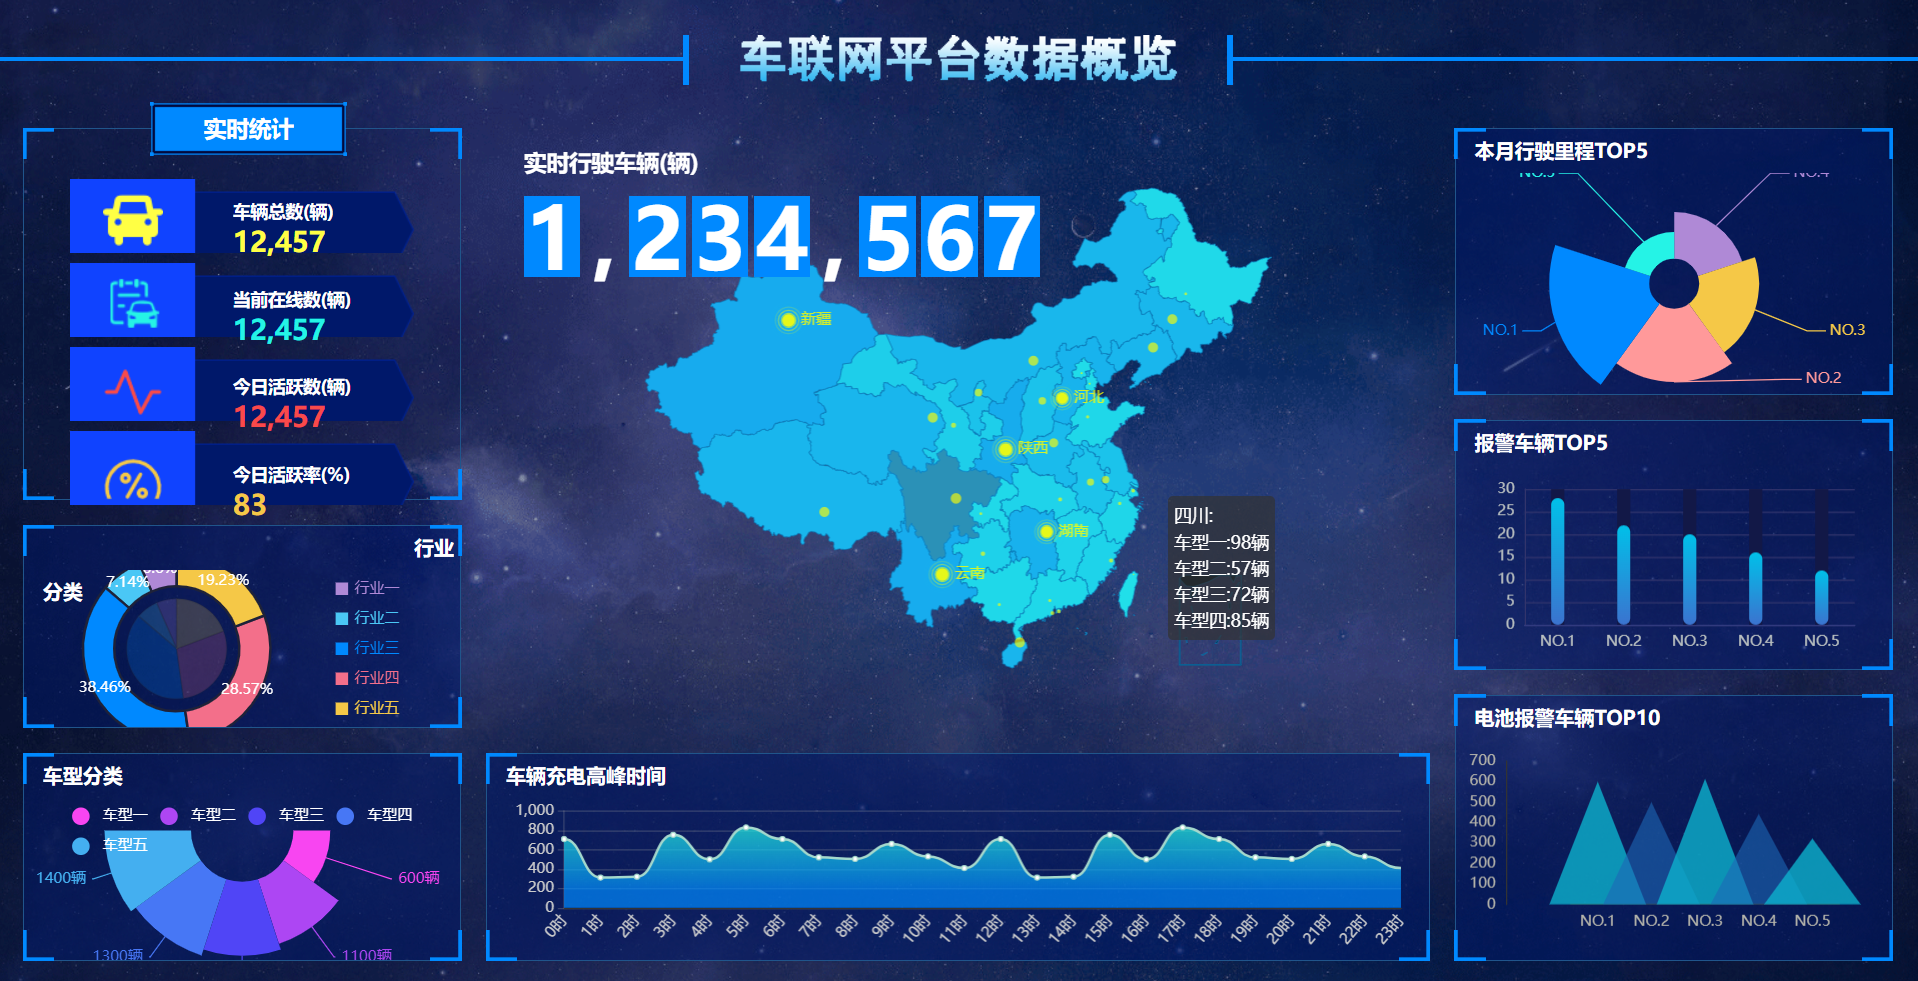 车联网平台数据概览
实时统计
车辆总数(辆)
12,457
当前在线数(辆)
12,457
今日活跃数(辆)
12,457
今日活跃率(%)
83
行业
分类
7.14%
19.23%
38.46%
28.57%
行业一
行业二
行业三
行业四
行业五
车型分类
车型一 车型二 车型三 车型四
车型五
1400辆
600辆
1300辆
1100辆
实时行驶车辆(辆)
1,234,567
新疆
河北
陕西
湖南
云南
四川:
车型一:98辆
车型二:57辆
车型三:72辆
车型四:85辆
车辆充电高峰时间
1,000
800
600
400
200
0
0时 1时 2时 3时 4时 5时 6时 7时 8时 9时 10时 11时 12时 13时 14时 15时 16时 17时 18时 19时 20时 21时 22时 23时
本月行驶里程TOP5
NO.5
NO.4
NO.1
NO.3
NO.2
报警车辆TOP5
30
25
20
15
10
5
0
NO.1 NO.2 NO.3 NO.4 NO.5
电池报警车辆TOP10
700
600
500
400
300
200
100
0
NO.1 NO.2 NO.3 NO.4 NO.5